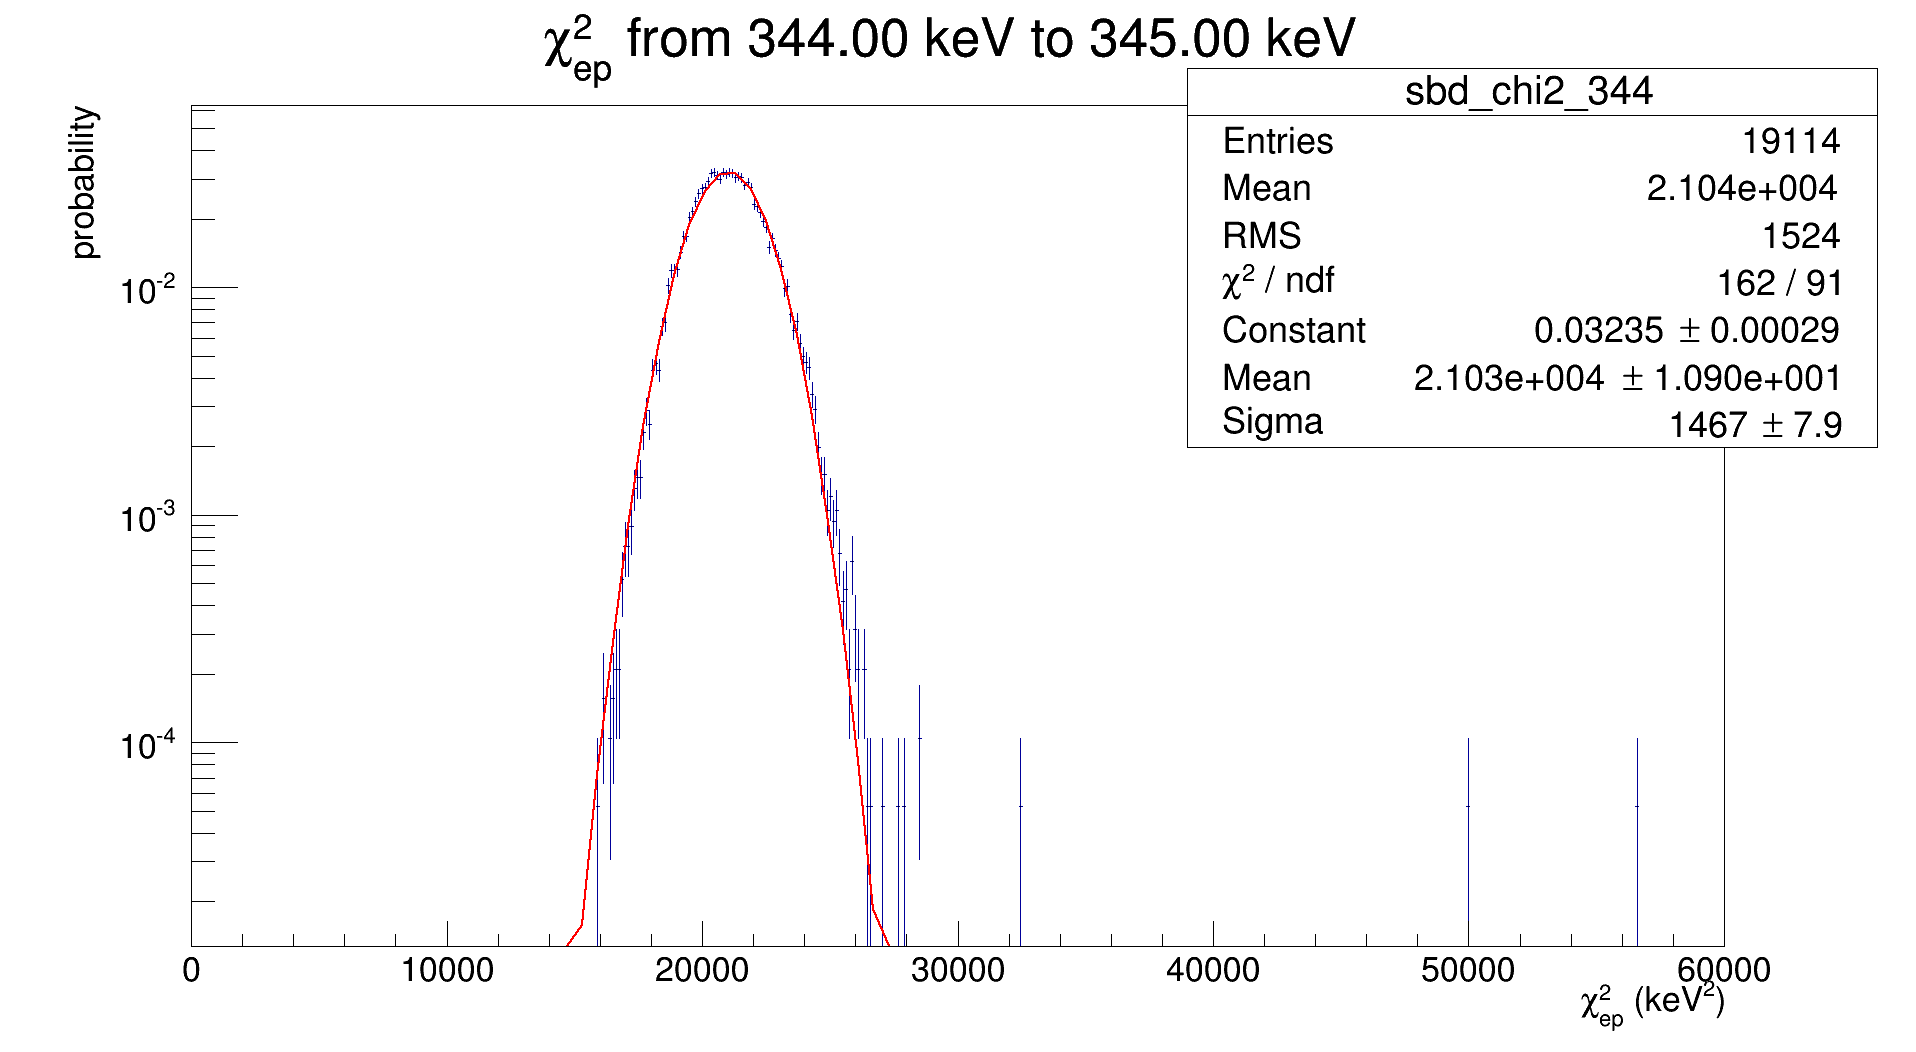 χ²ep from 344.00 keV to 345.00 keV
sbd_chi2_344
Entries 19114
Mean 2.104e+004
RMS 1524
χ² / ndf 162 / 91
Constant 0.03235 ± 0.00029
Mean 2.103e+004 ± 1.090e+001
Sigma 1467 ± 7.9
probability
10⁻²
10⁻³
10⁻⁴
0 10000 20000 30000 40000 50000 60000
χ²ep (keV²)